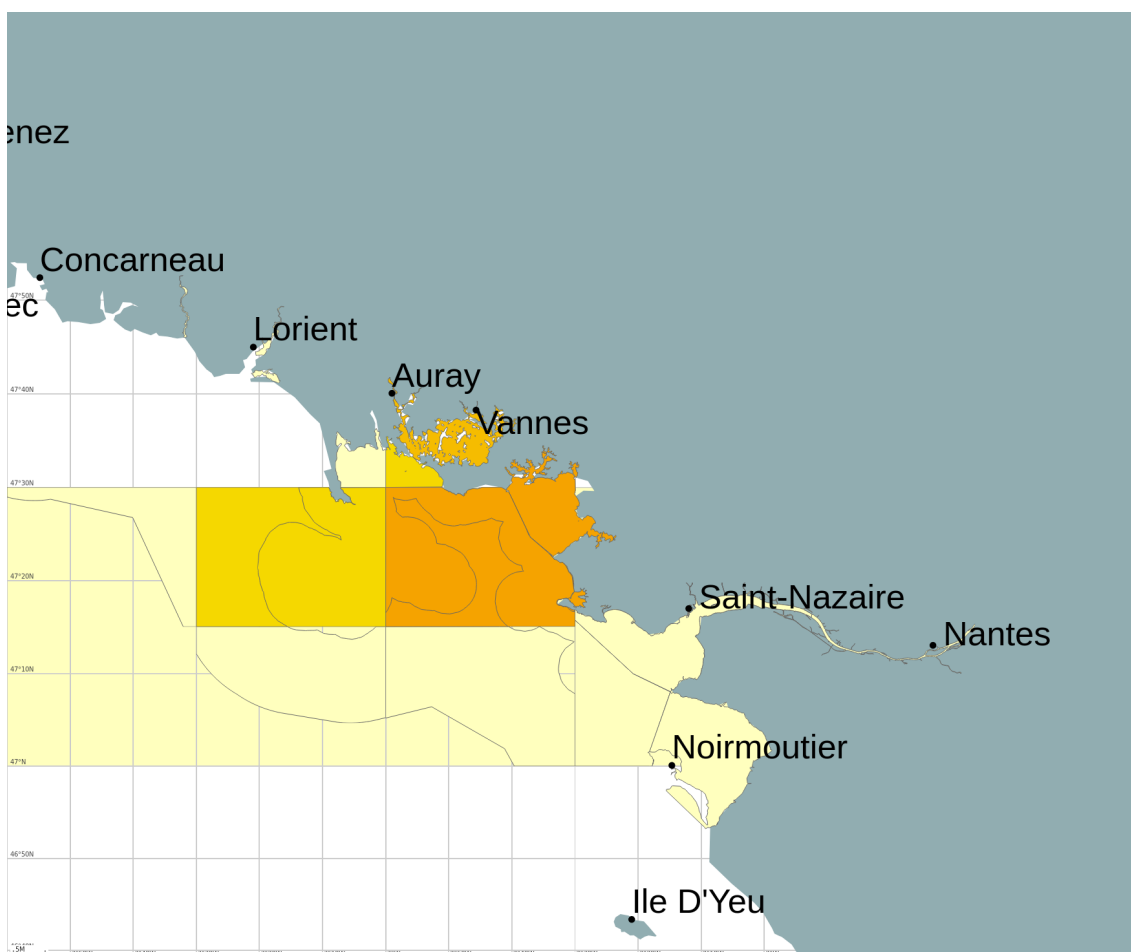 enez
Concarneau
47°50N
ec
Lorient
Auray
47°40N
Vannes
47°30N
47°20N
Saint-Nazaire
Nantes
47°10N
Noirmoutier
47°N
46°50N
Ile D'Yeu
5M